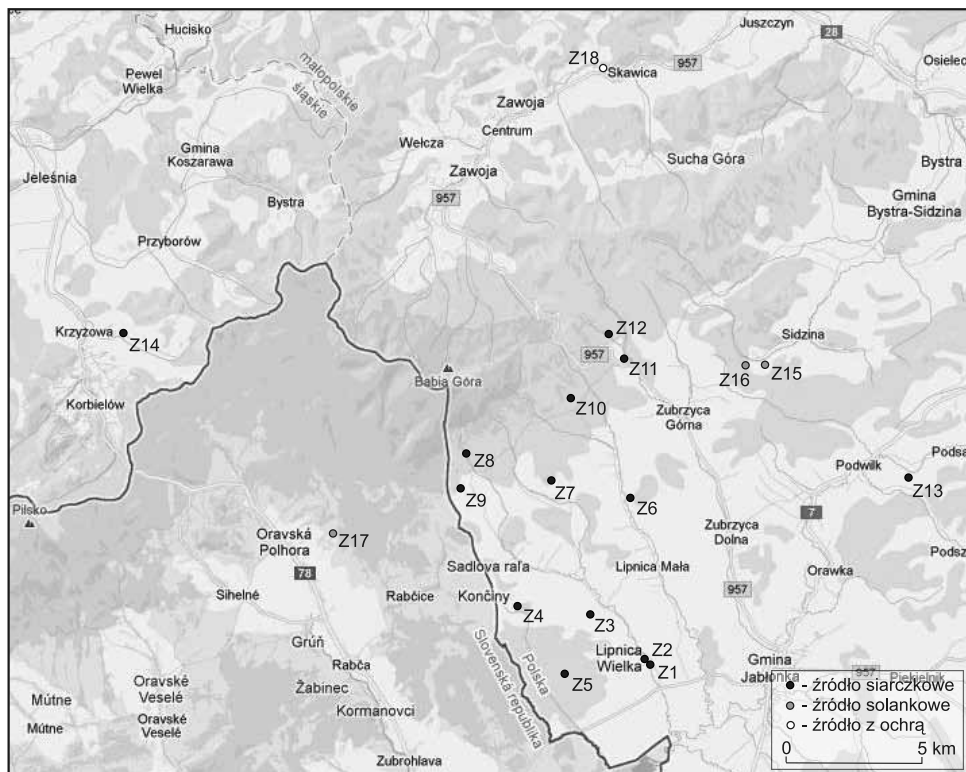 Juszczyn
Hucisko
28
Z18
957
Osielec
Skawica
Pewel
Wielka
małopolskie
śląskie
Zawoja
Centrum
Wełcza
Gmina
Koszarawa
Sucha Góra
Bystra
Jeleśnia
Zawoja
957
Gmina
Bystra-Sidzina
Bystra
Przyborów
Krzyżowa
Z14
Z12
Sidzina
957
Z11
Z16
Z15
Babia Góra
Korbielów
Z10
Zubrzyca
Górna
Z8
Podwilk
Podsa
Z7
Z13
Z9
Z6
Pilsko
7
Oravská
Polhora
Z17
Zubrzyca
Dolna
Podsz
78
Sadlova raľa
Lipnica Mała
Orawka
957
Sihelné
Rabčice
Končiny
Z4
Z3
Grúň
Rabča
Lipnica
Wielka
Z2
Z1
Gmina
Jabłonka
Z5
957
Piekielnik
Slovenská republika
Polska
Mútne
Mútne
Oravské
Veselé
Oravské
Veselé
Žabinec
Kormanovci
Zubrohlava
- źródło siarczkowe
- źródło solankowe
- źródło z ochrą
0 5 km